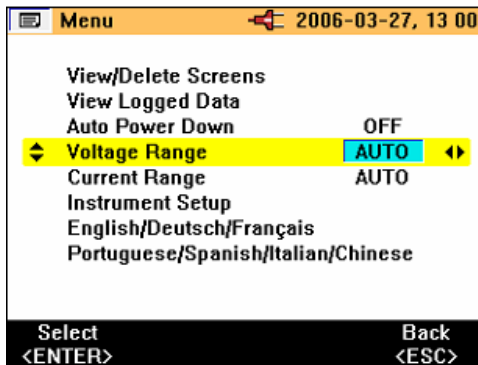 Menu 2006-03-27, 13 00
View/Delete Screens
View Logged Data
Auto Power Down OFF
Voltage Range AUTO
Current Range AUTO
Instrument Setup
English/Deutsch/Français
Portuguese/Spanish/Italian/Chinese
Select Back
<ENTER> <ESC>